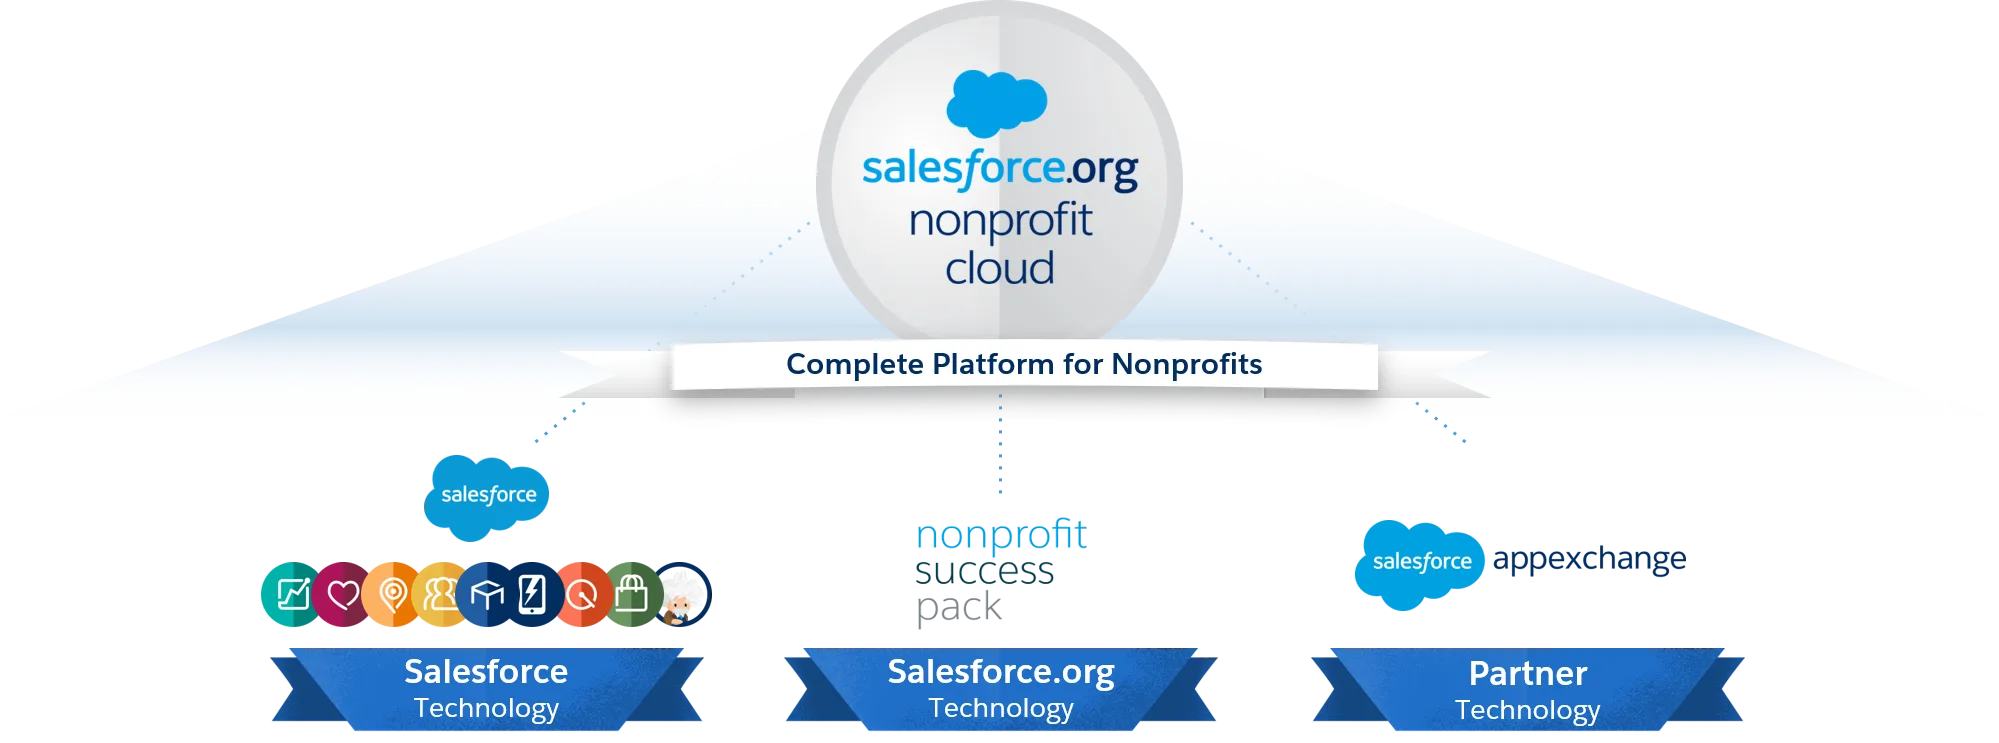 salesforce.org
nonprofit
cloud
Complete Platform for Nonprofits
salesforce
nonprofit
success
pack
salesforce appexchange
Salesforce
Technology
Salesforce.org
Technology
Partner
Technology